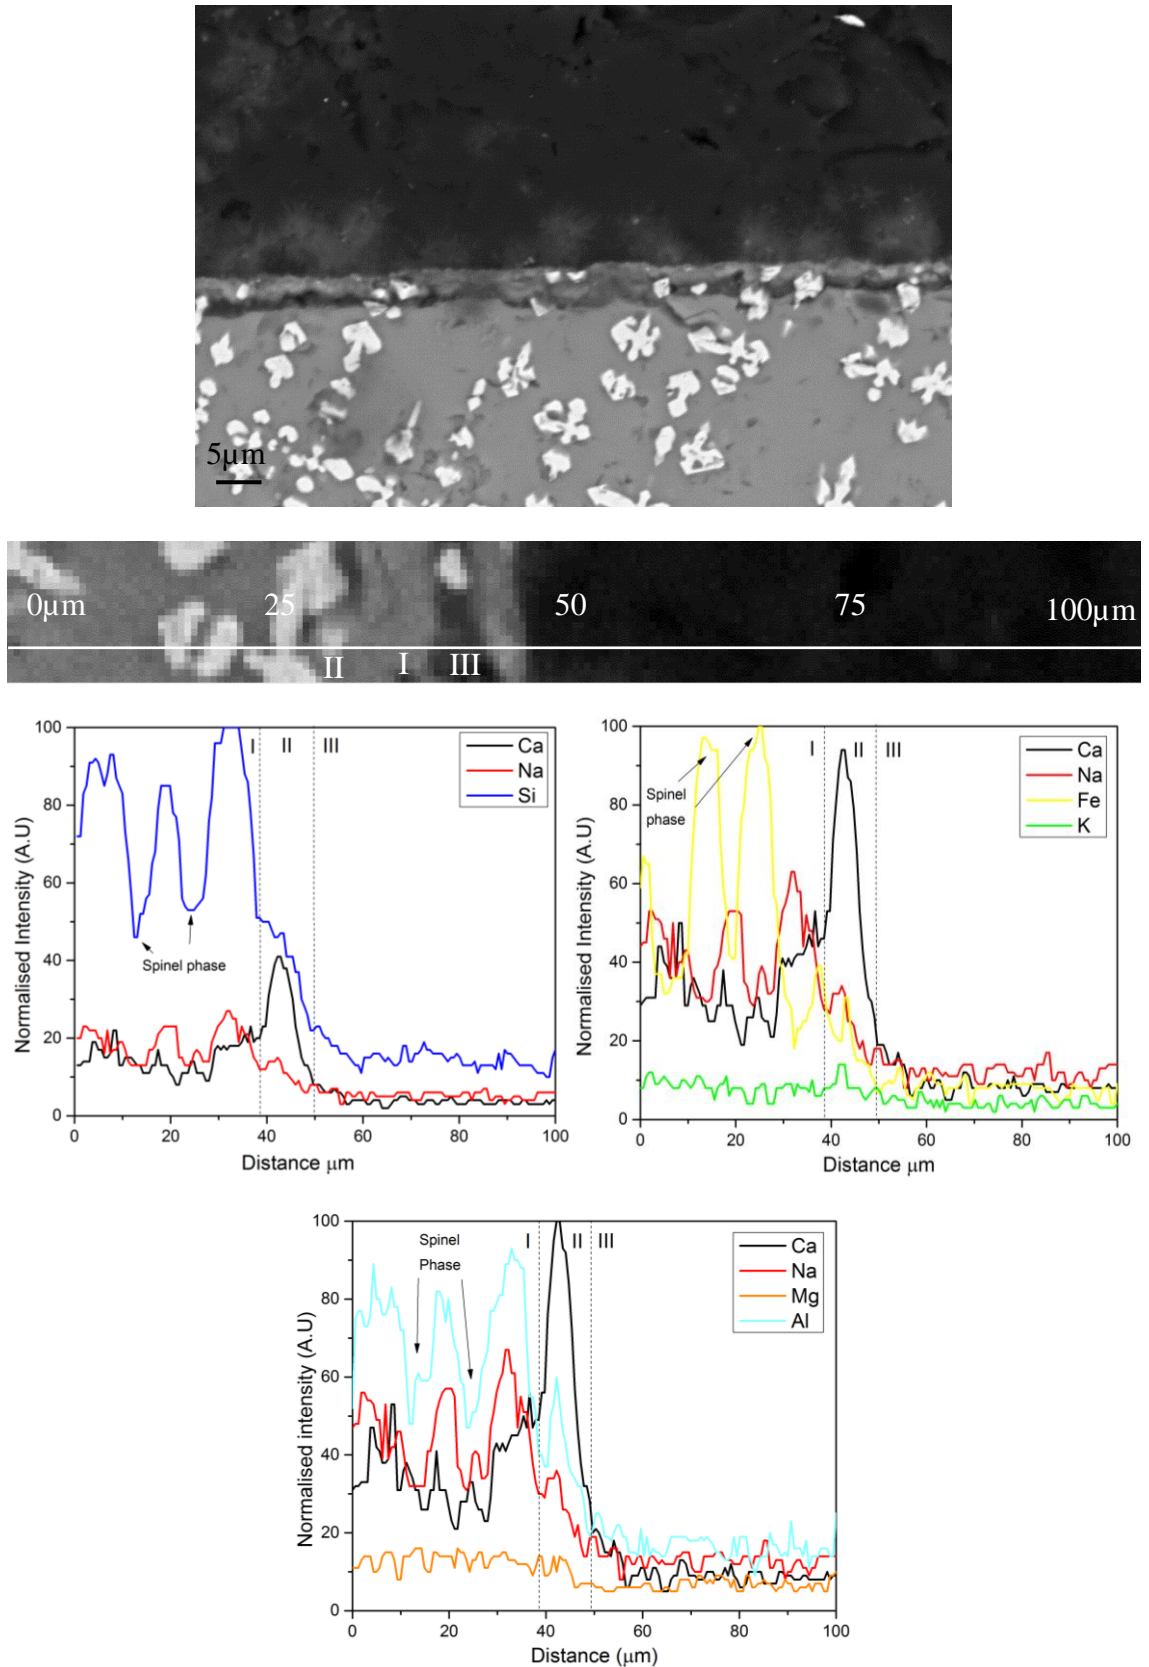 5µm
0µm 25 50 75 100µm
II I III
100
80
60
40
20
0
0 20 40 60 80 100
Normalised Intensity (A.U)
Distance µm
I II III
Ca
Na
Si
Spinel phase
100
80
60
40
20
0
0 20 40 60 80 100
Normalised Intensity (A.U)
Distance µm
I II III
Ca
Na
Fe
K
Spinel
phase
100
80
60
40
20
0
0 20 40 60 80 100
Normalised intensity (A.U)
Distance (µm)
Spinel
Phase
I II III
Ca
Na
Mg
Al